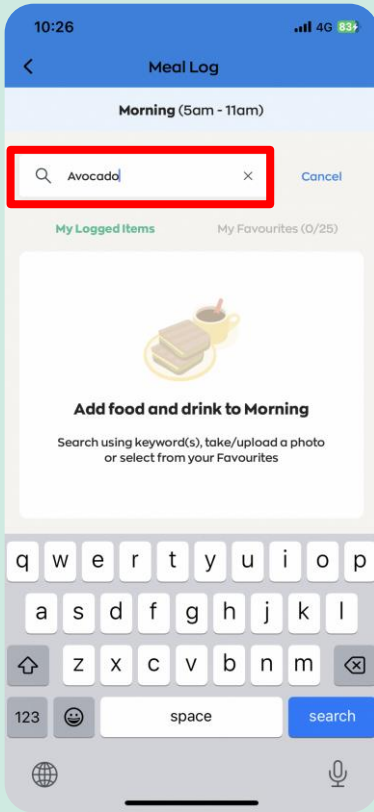 10:26 4G 83
Meal Log
Morning (5am - 11am)
Avocado Cancel
My Logged Items My Favourites (0/25)
Add food and drink to Morning
Search using keyword(s), take/upload a photo
or select from your Favourites
q w e r t y u i o p
a s d f g h j k l
z x c v b n m
123 space search